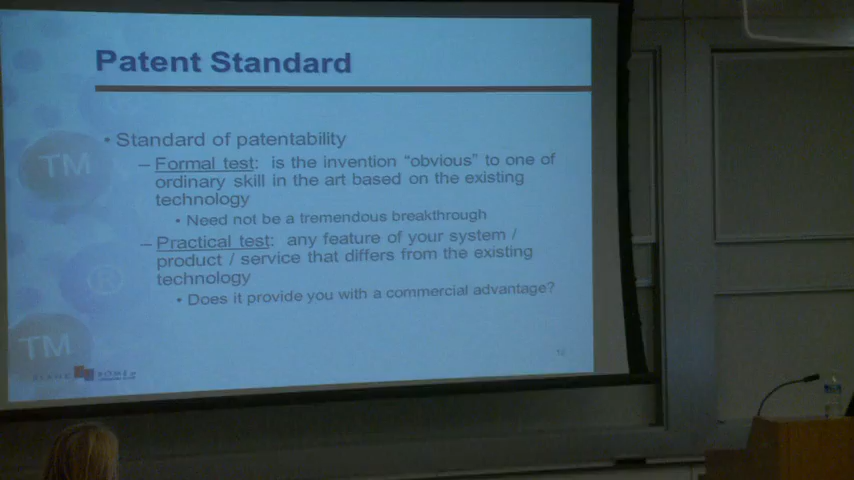 Patent Standard
• Standard of patentability
– Formal test: is the invention "obvious" to one of
ordinary skill in the art based on the existing
technology
• Need not be a tremendous breakthrough
– Practical test: any feature of your system /
product / service that differs from the existing
technology
• Does it provide you with a commercial advantage?
TM
®
TM